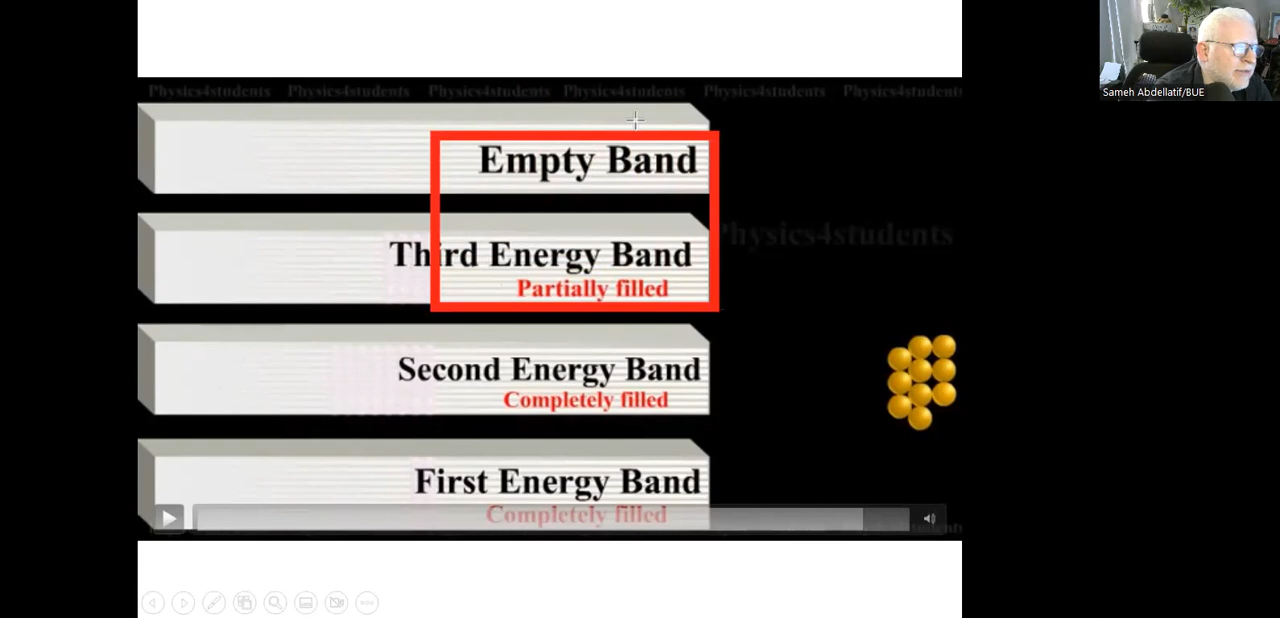 Physics4students Physics4students Physics4students Physics4students Physics4students Physics4students
Sameh Abdellatif/BUE
Empty Band
Physics4students
Third Energy Band
Partially filled
Second Energy Band
Completely filled
First Energy Band
Completely filled